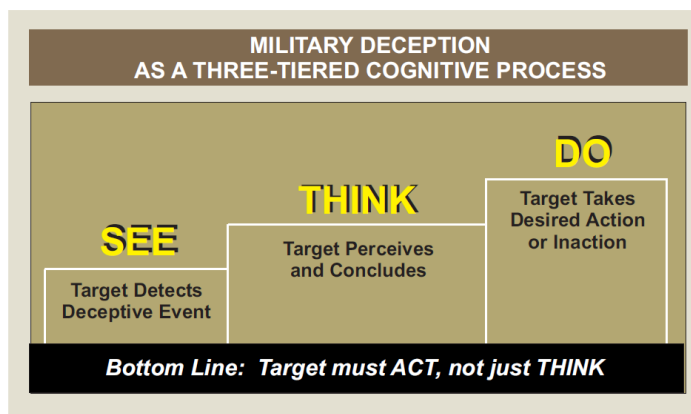 MILITARY DECEPTION
AS A THREE-TIERED COGNITIVE PROCESS
SEE
Target Detects
Deceptive Event
THINK
Target Perceives
and Concludes
DO
Target Takes
Desired Action
or Inaction
Bottom Line:  Target must ACT, not just THINK